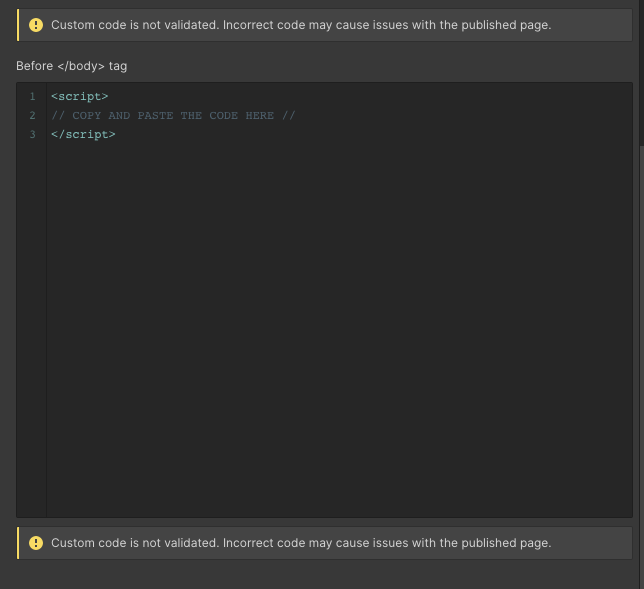 Custom code is not validated. Incorrect code may cause issues with the published page.
Before </body> tag
1 <script>
2 // COPY AND PASTE THE CODE HERE //
3 </script>
Custom code is not validated. Incorrect code may cause issues with the published page.